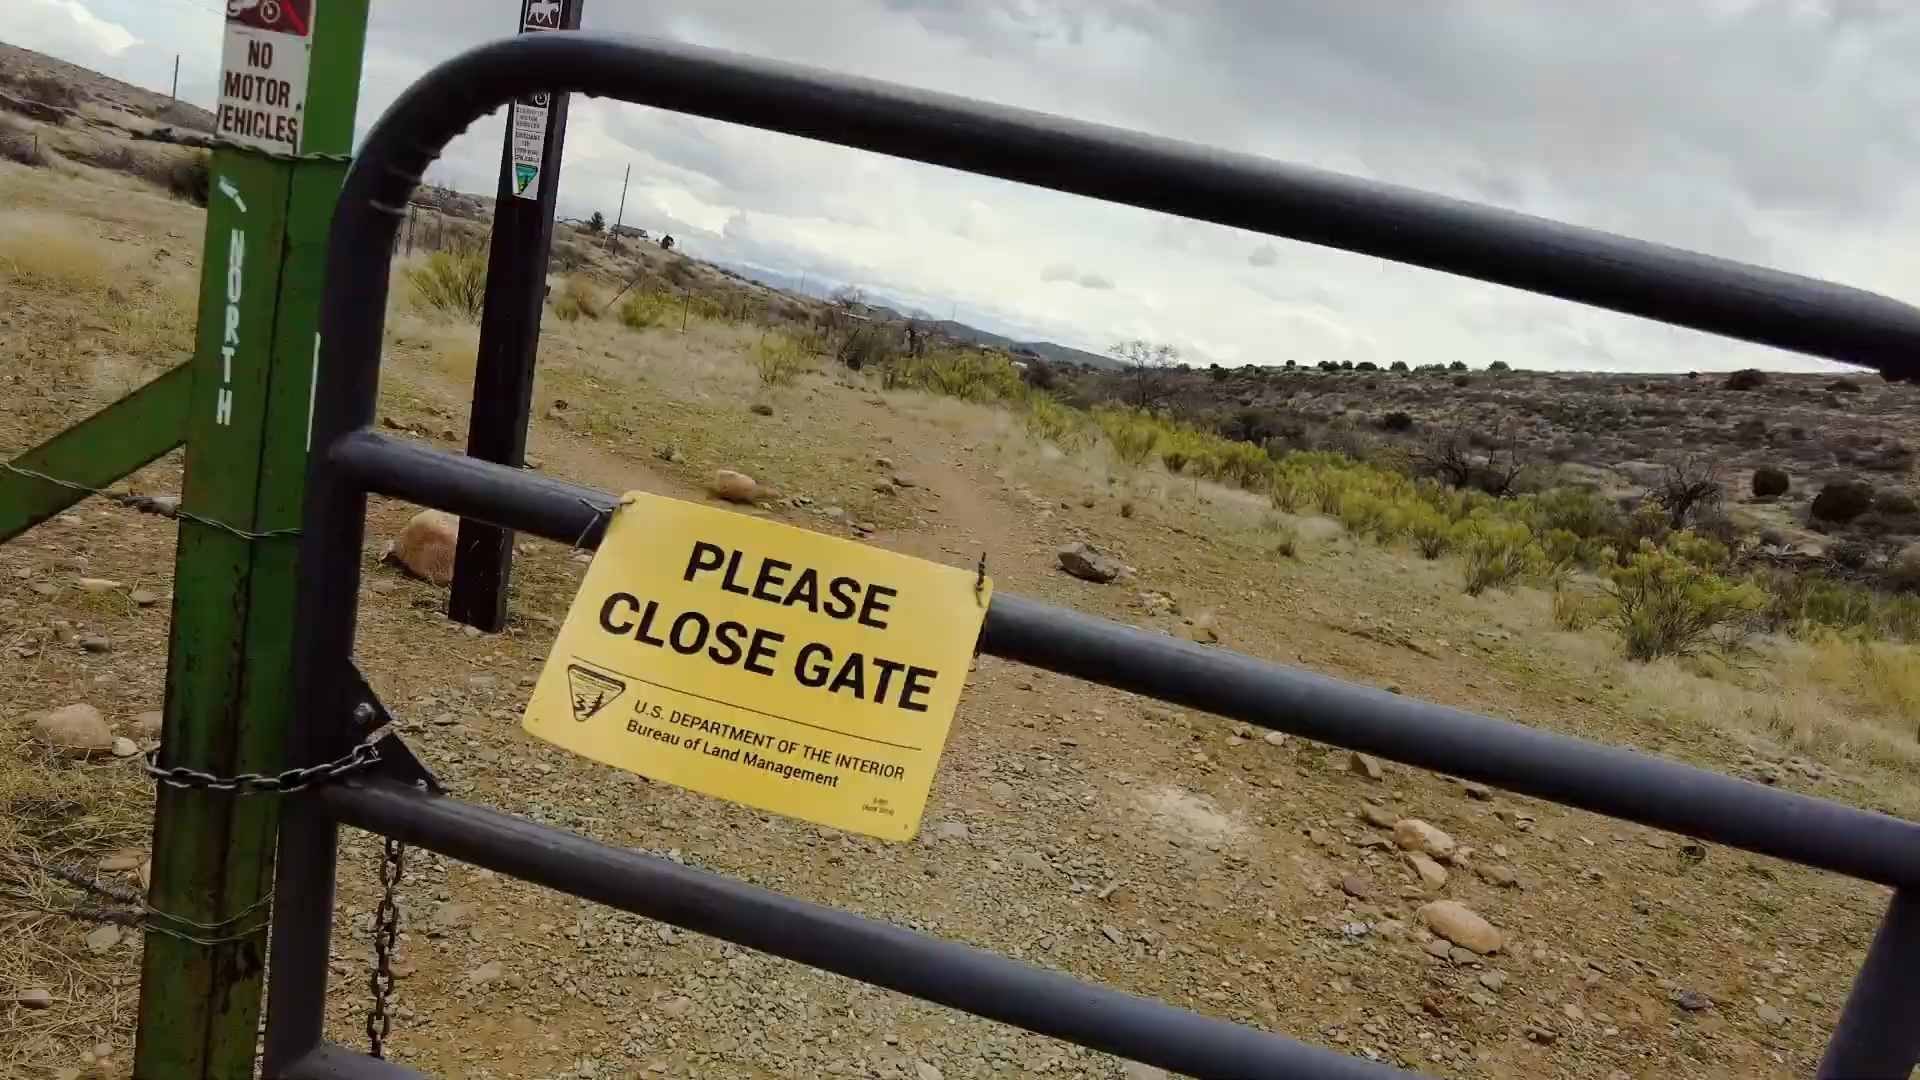 NO
MOTOR
VEHICLES
NORTH
PLEASE
CLOSE GATE
U.S. DEPARTMENT OF THE INTERIOR
Bureau of Land Management